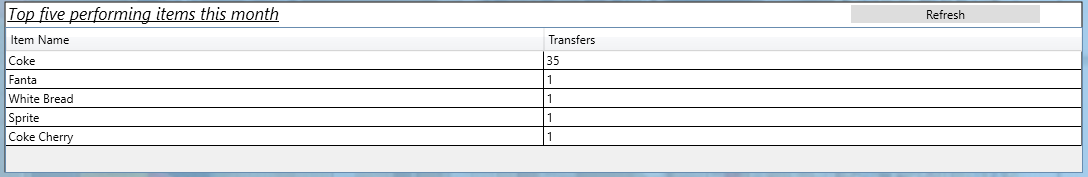 Top five performing items this month
Refresh
Item Name Transfers
Coke 35
Fanta 1
White Bread 1
Sprite 1
Coke Cherry 1